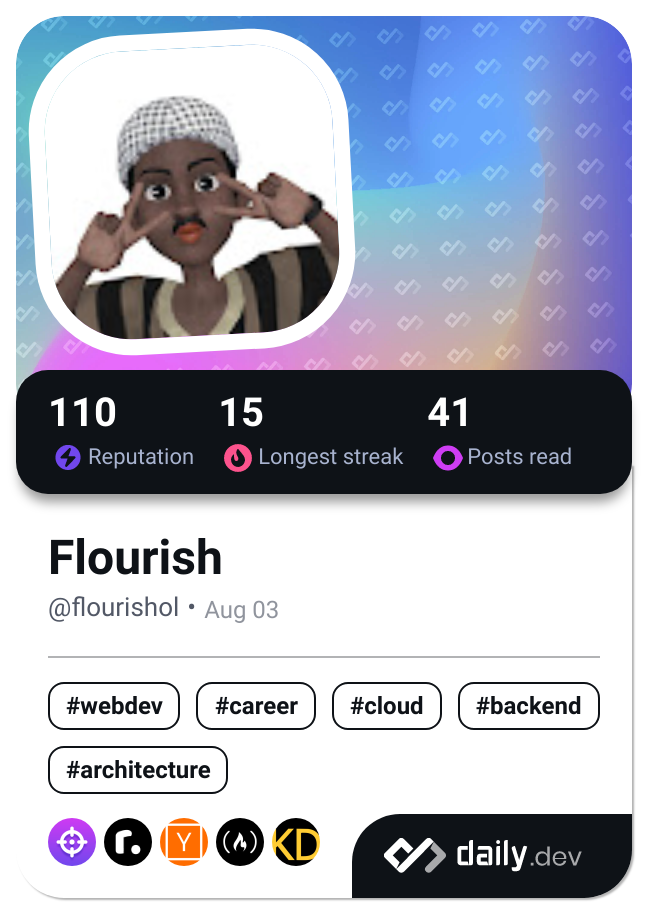 110 15 41
Reputation Longest streak Posts read
Flourish
@flourishol • Aug 03
#webdev #career #cloud #backend
#architecture
r. Y KD
daily.dev